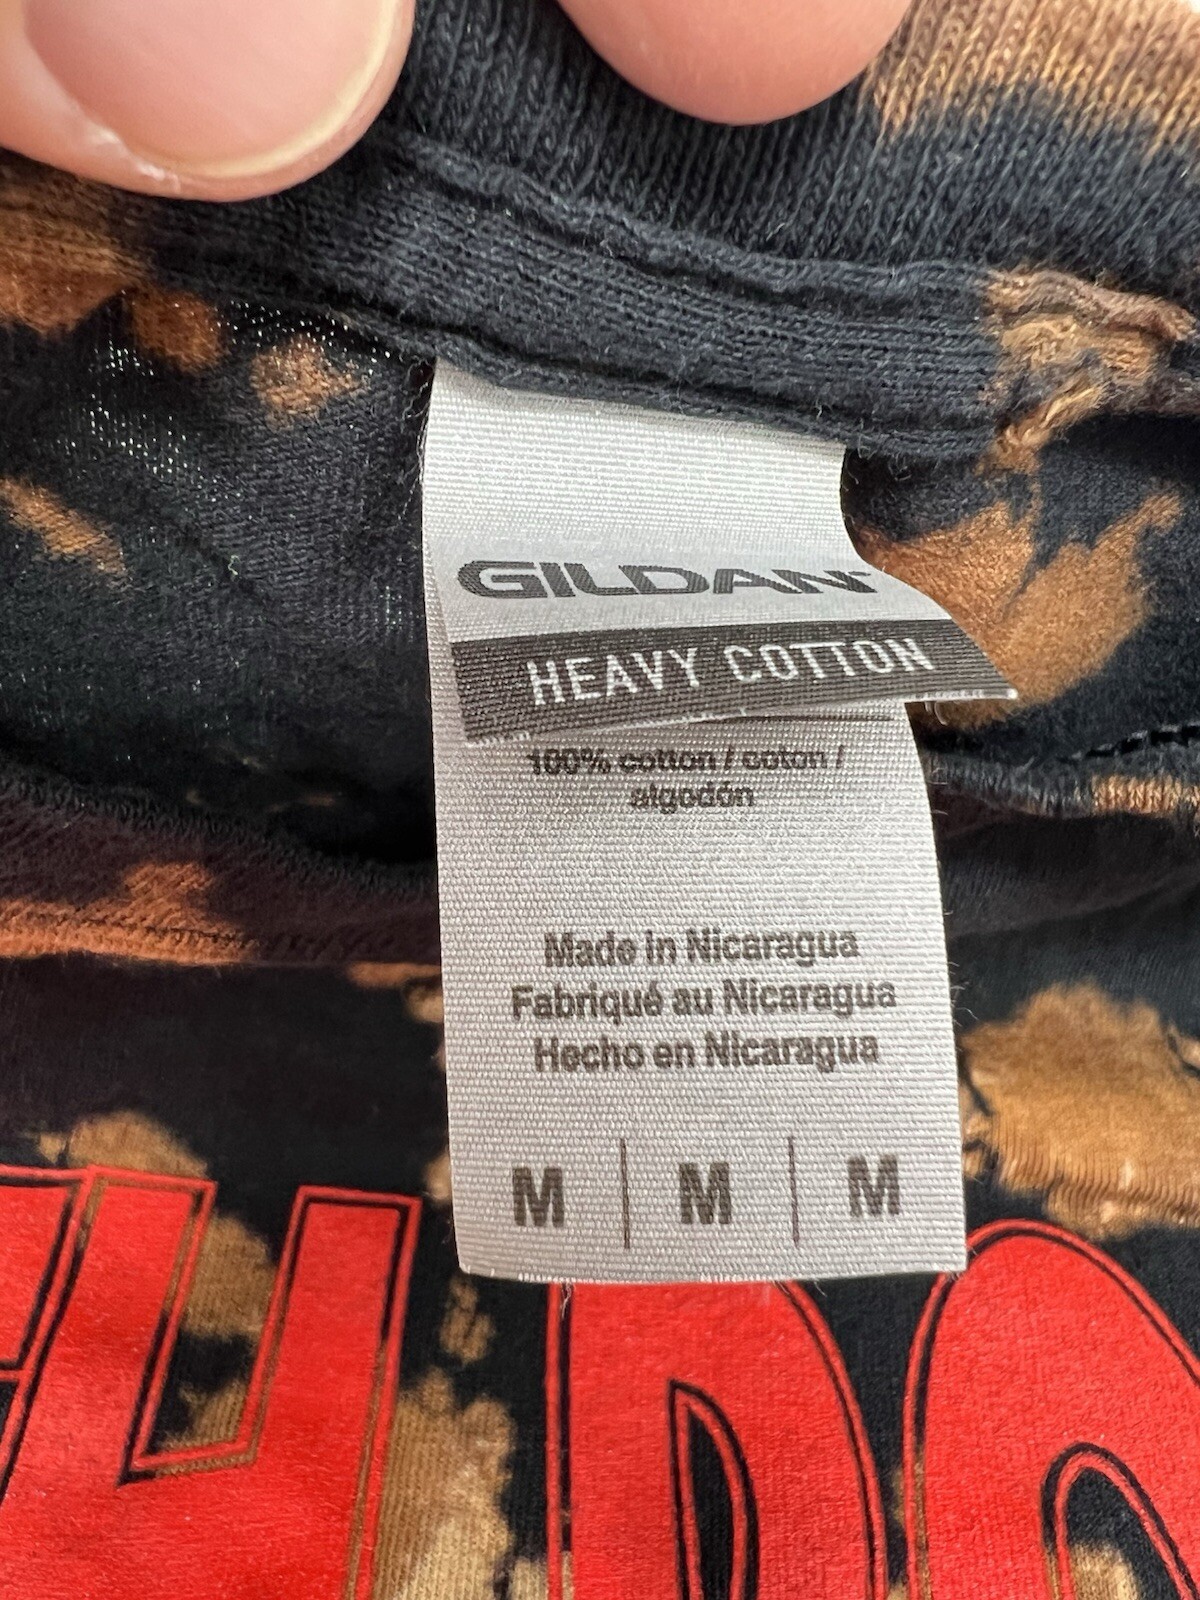 GILDAN
HEAVY COTTON
100% cotton / coton /
algodón
Made in Nicaragua
Fabriqué au Nicaragua
Hecho en Nicaragua
M | M | M